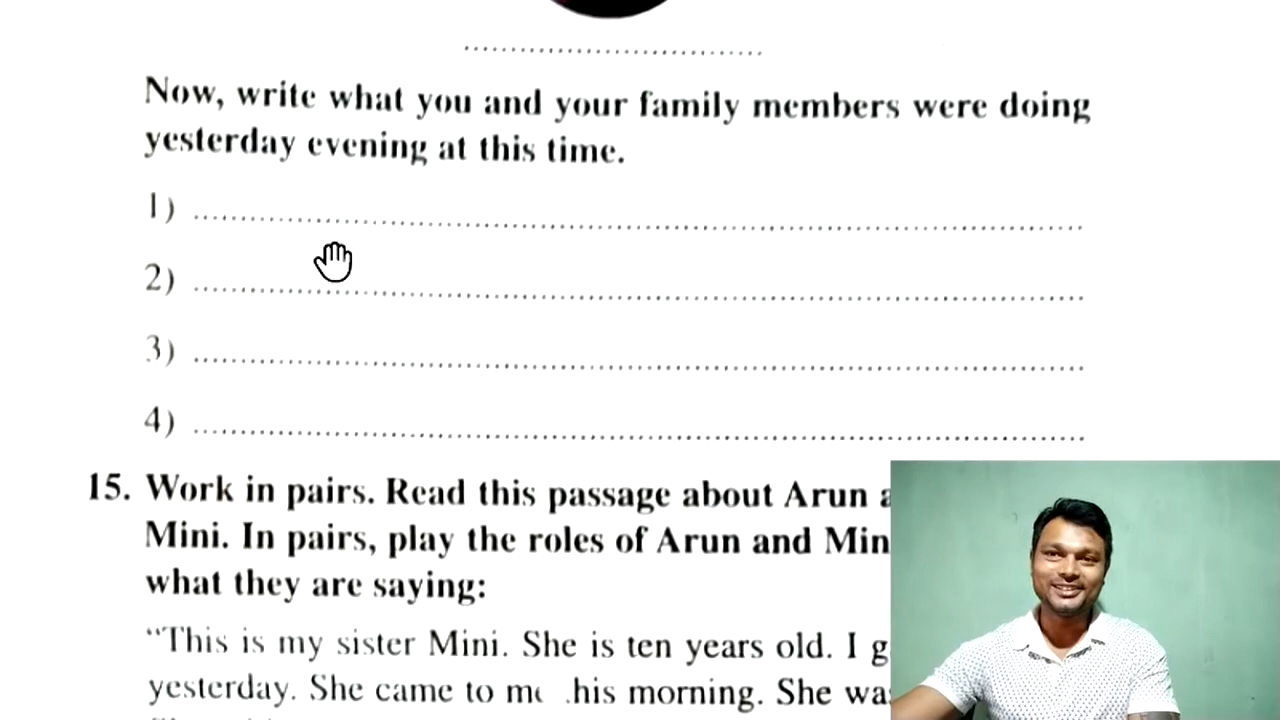 Now, write what you and your family members were doing
yesterday evening at this time.
1)
2)
3)
4)
15. Work in pairs. Read this passage about Arun
Mini. In pairs, play the roles of Arun and
what they are saying:
“This is my sister Mini. She is ten years old. I
yesterday. She came to morning. She